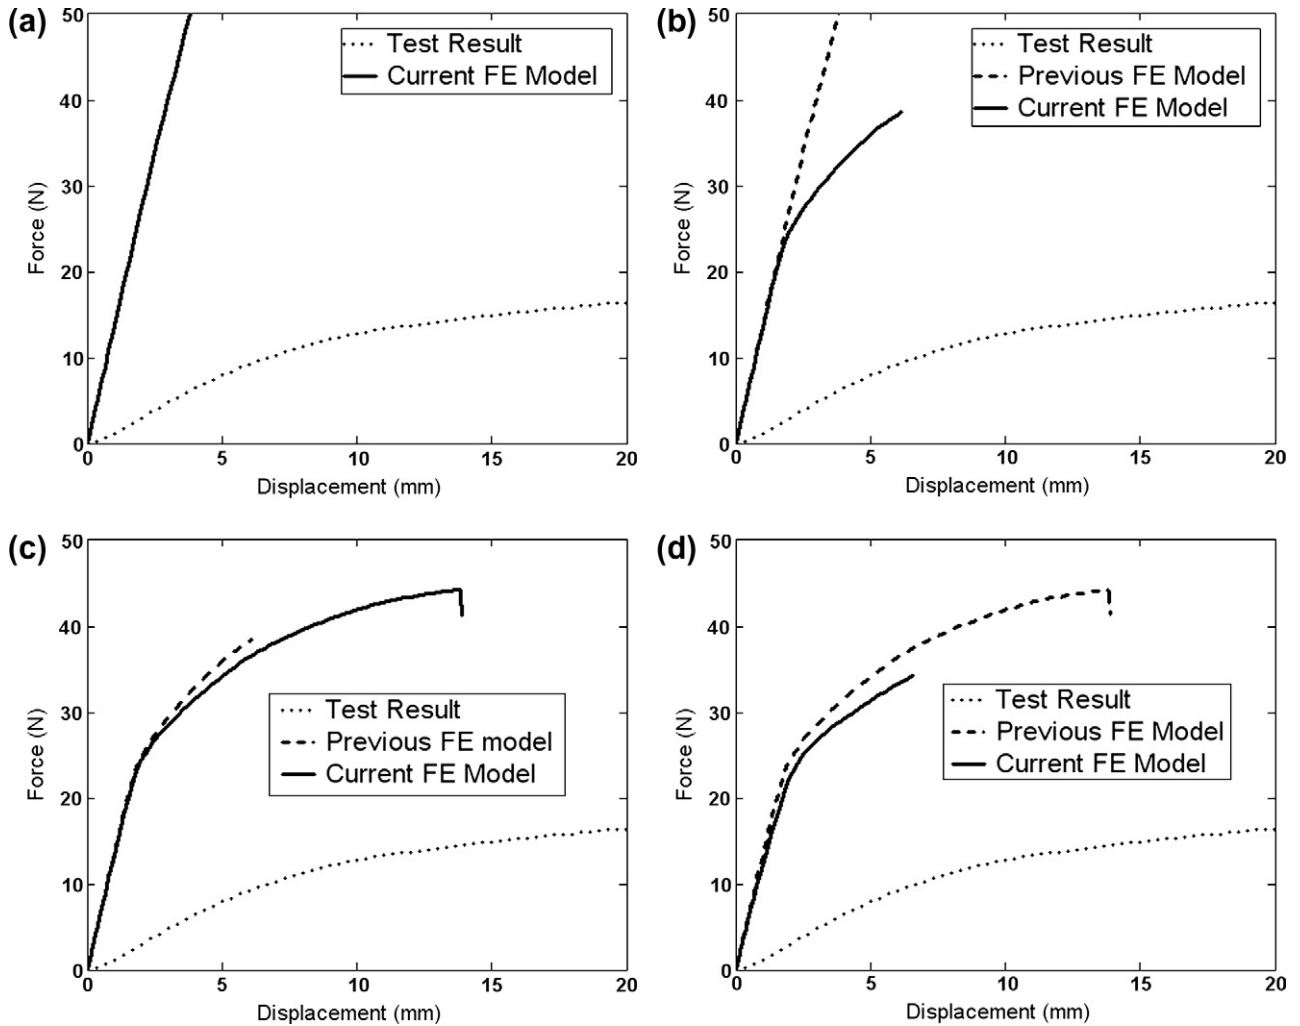 (a)
50
40
30
20
10
0
Force (N)
Test Result
Current FE Model
0 5 10 15 20
Displacement (mm)
(b)
50
40
30
20
10
0
Force (N)
Test Result
Previous FE Model
Current FE Model
0 5 10 15 20
Displacement (mm)
(c)
50
40
30
20
10
0
Force (N)
Test Result
Previous FE model
Current FE Model
0 5 10 15 20
Displacement (mm)
(d)
50
40
30
20
10
0
Force (N)
Test Result
Previous FE Model
Current FE Model
0 5 10 15 20
Displacement (mm)